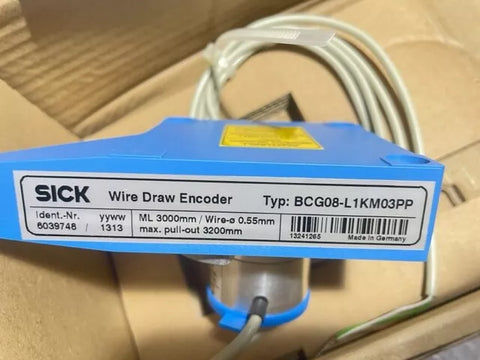 SICK Wire Draw Encoder Typ: BCG08-L1KM03PP
Ident.-Nr. yyww ML 3000mm / Wire-ø 0.55mm
6039748 / 1313 max. pull-out 3200mm
13241265 Made in Germany